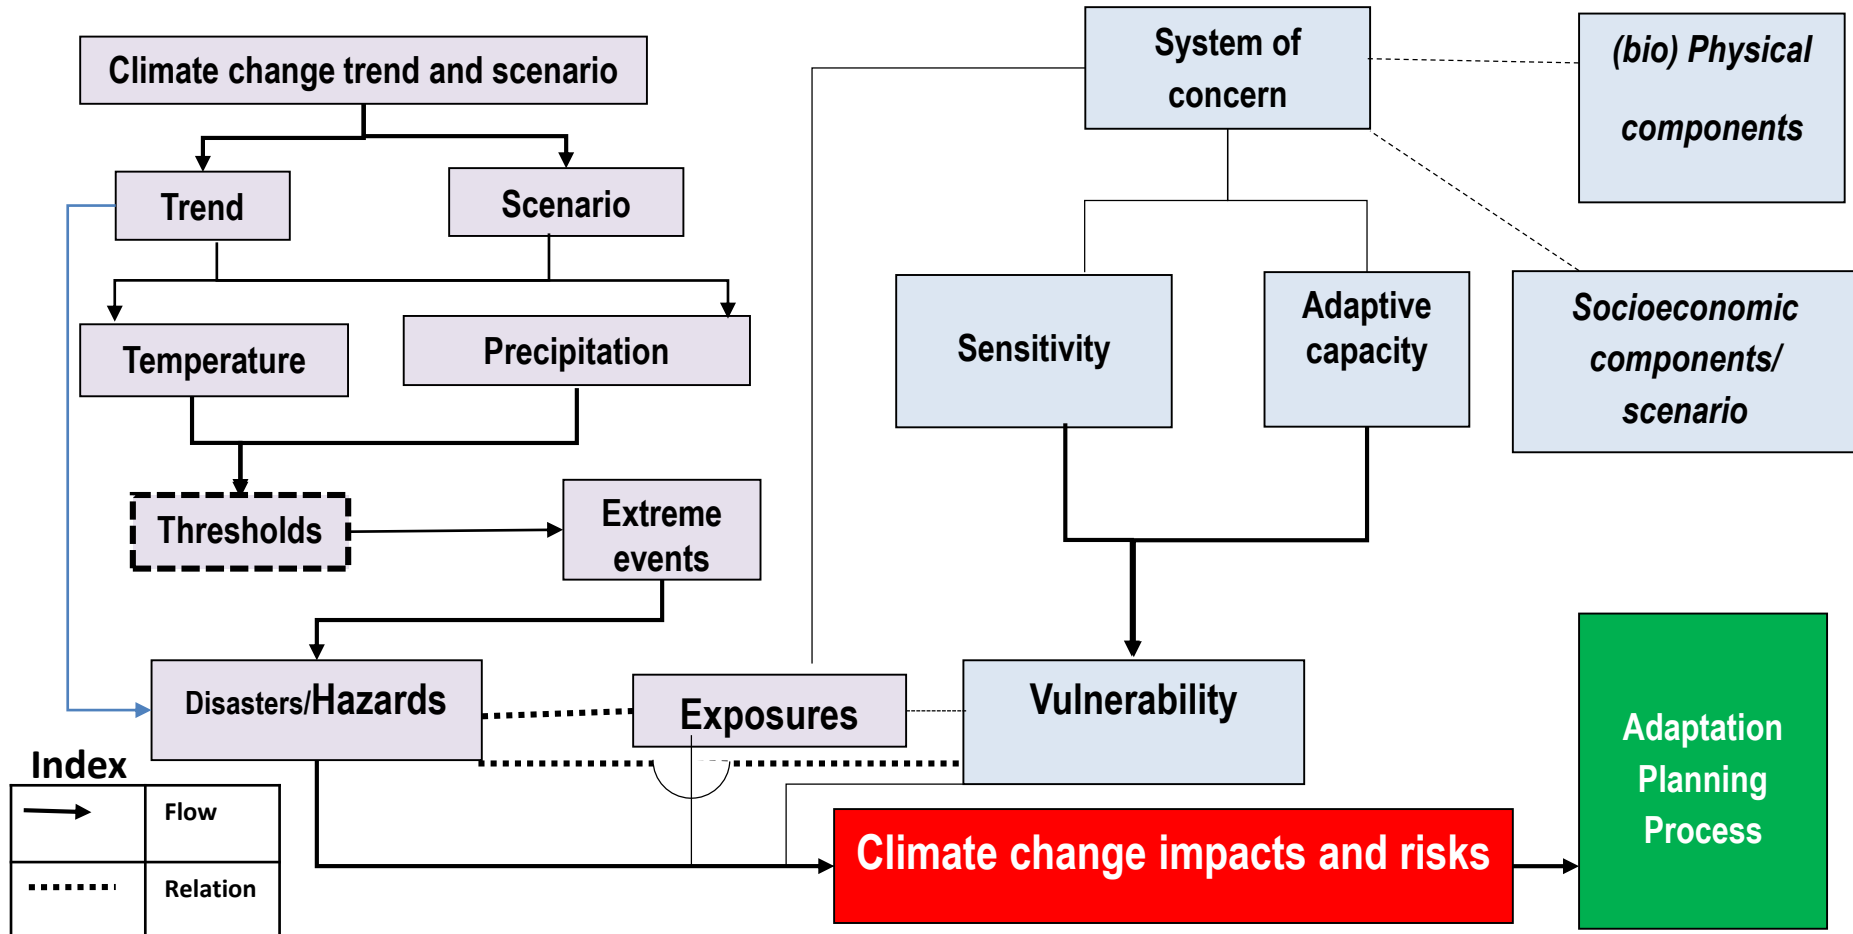 Climate change trend and scenario
System of
concern
(bio) Physical
components
Trend
Scenario
Temperature
Precipitation
Sensitivity
Adaptive
capacity
Socioeconomic
components/
scenario
Thresholds
Extreme
events
Disasters/Hazards
Exposures
Vulnerability
Adaptation
Planning
Process
Index
Flow
Relation
Climate change impacts and risks